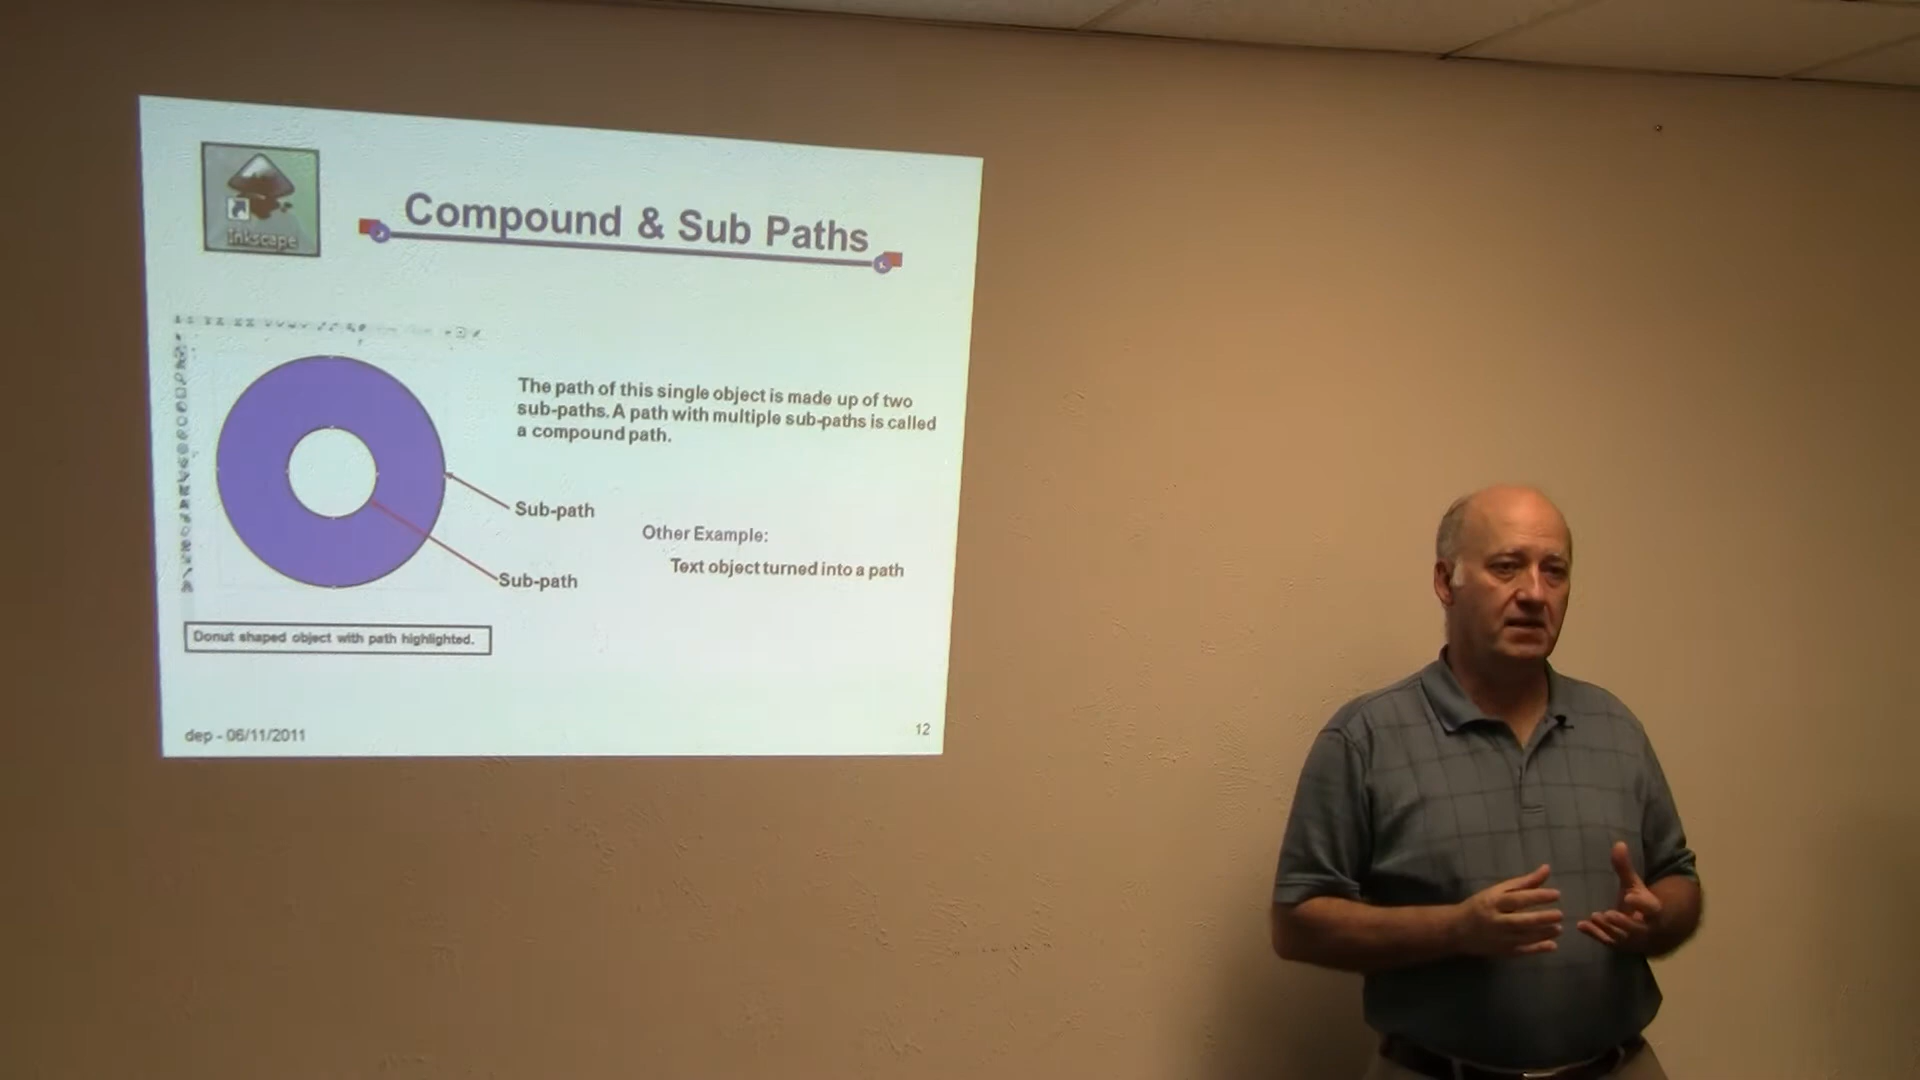 Inkscape
Compound & Sub Paths
The path of this single object is made up of two
sub-paths. A path with multiple sub-paths is called
a compound path.
Sub-path
Other Example:
Text object turned into a path
Sub-path
Donut shaped object with path highlighted.
dep - 06/11/2011
12